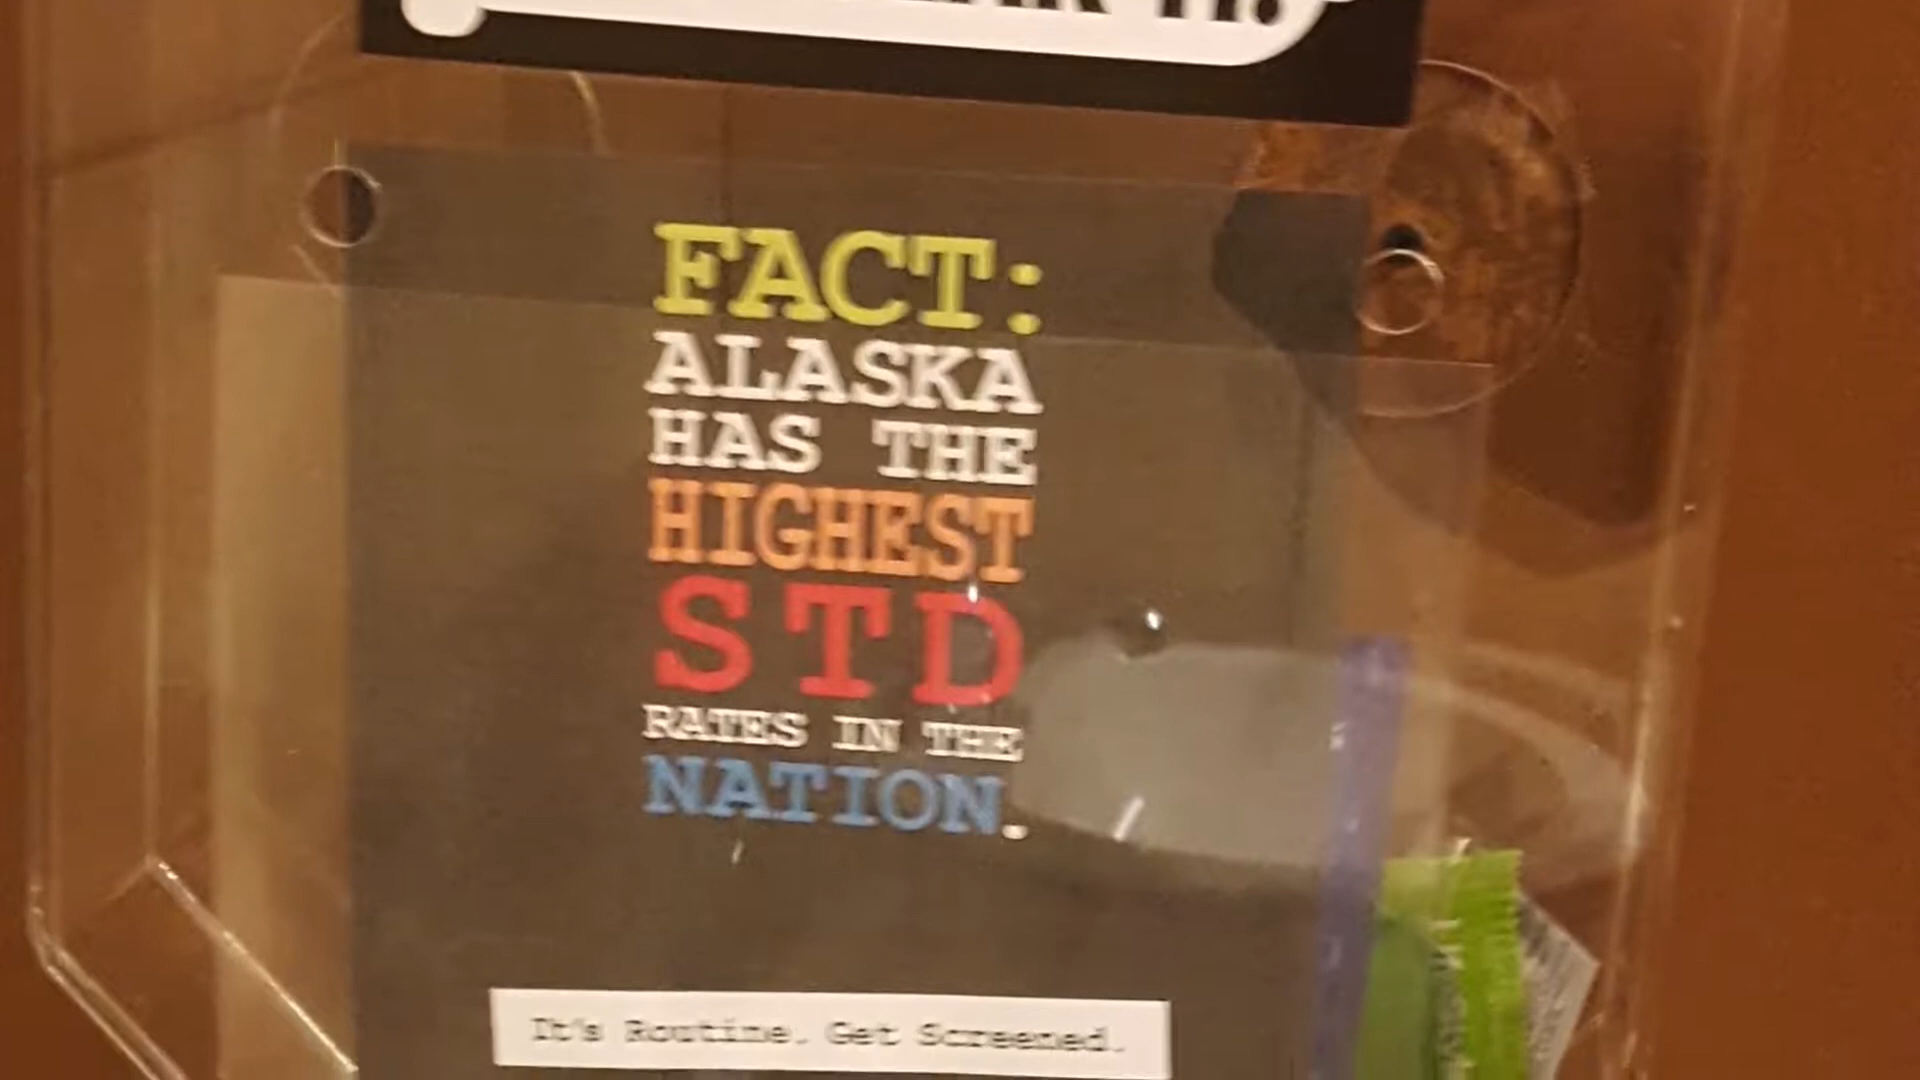 FACT:
ALASKA
HAS THE
HIGHEST
STD
RATES IN THE
NATION.
It's Routine. Get Screened.